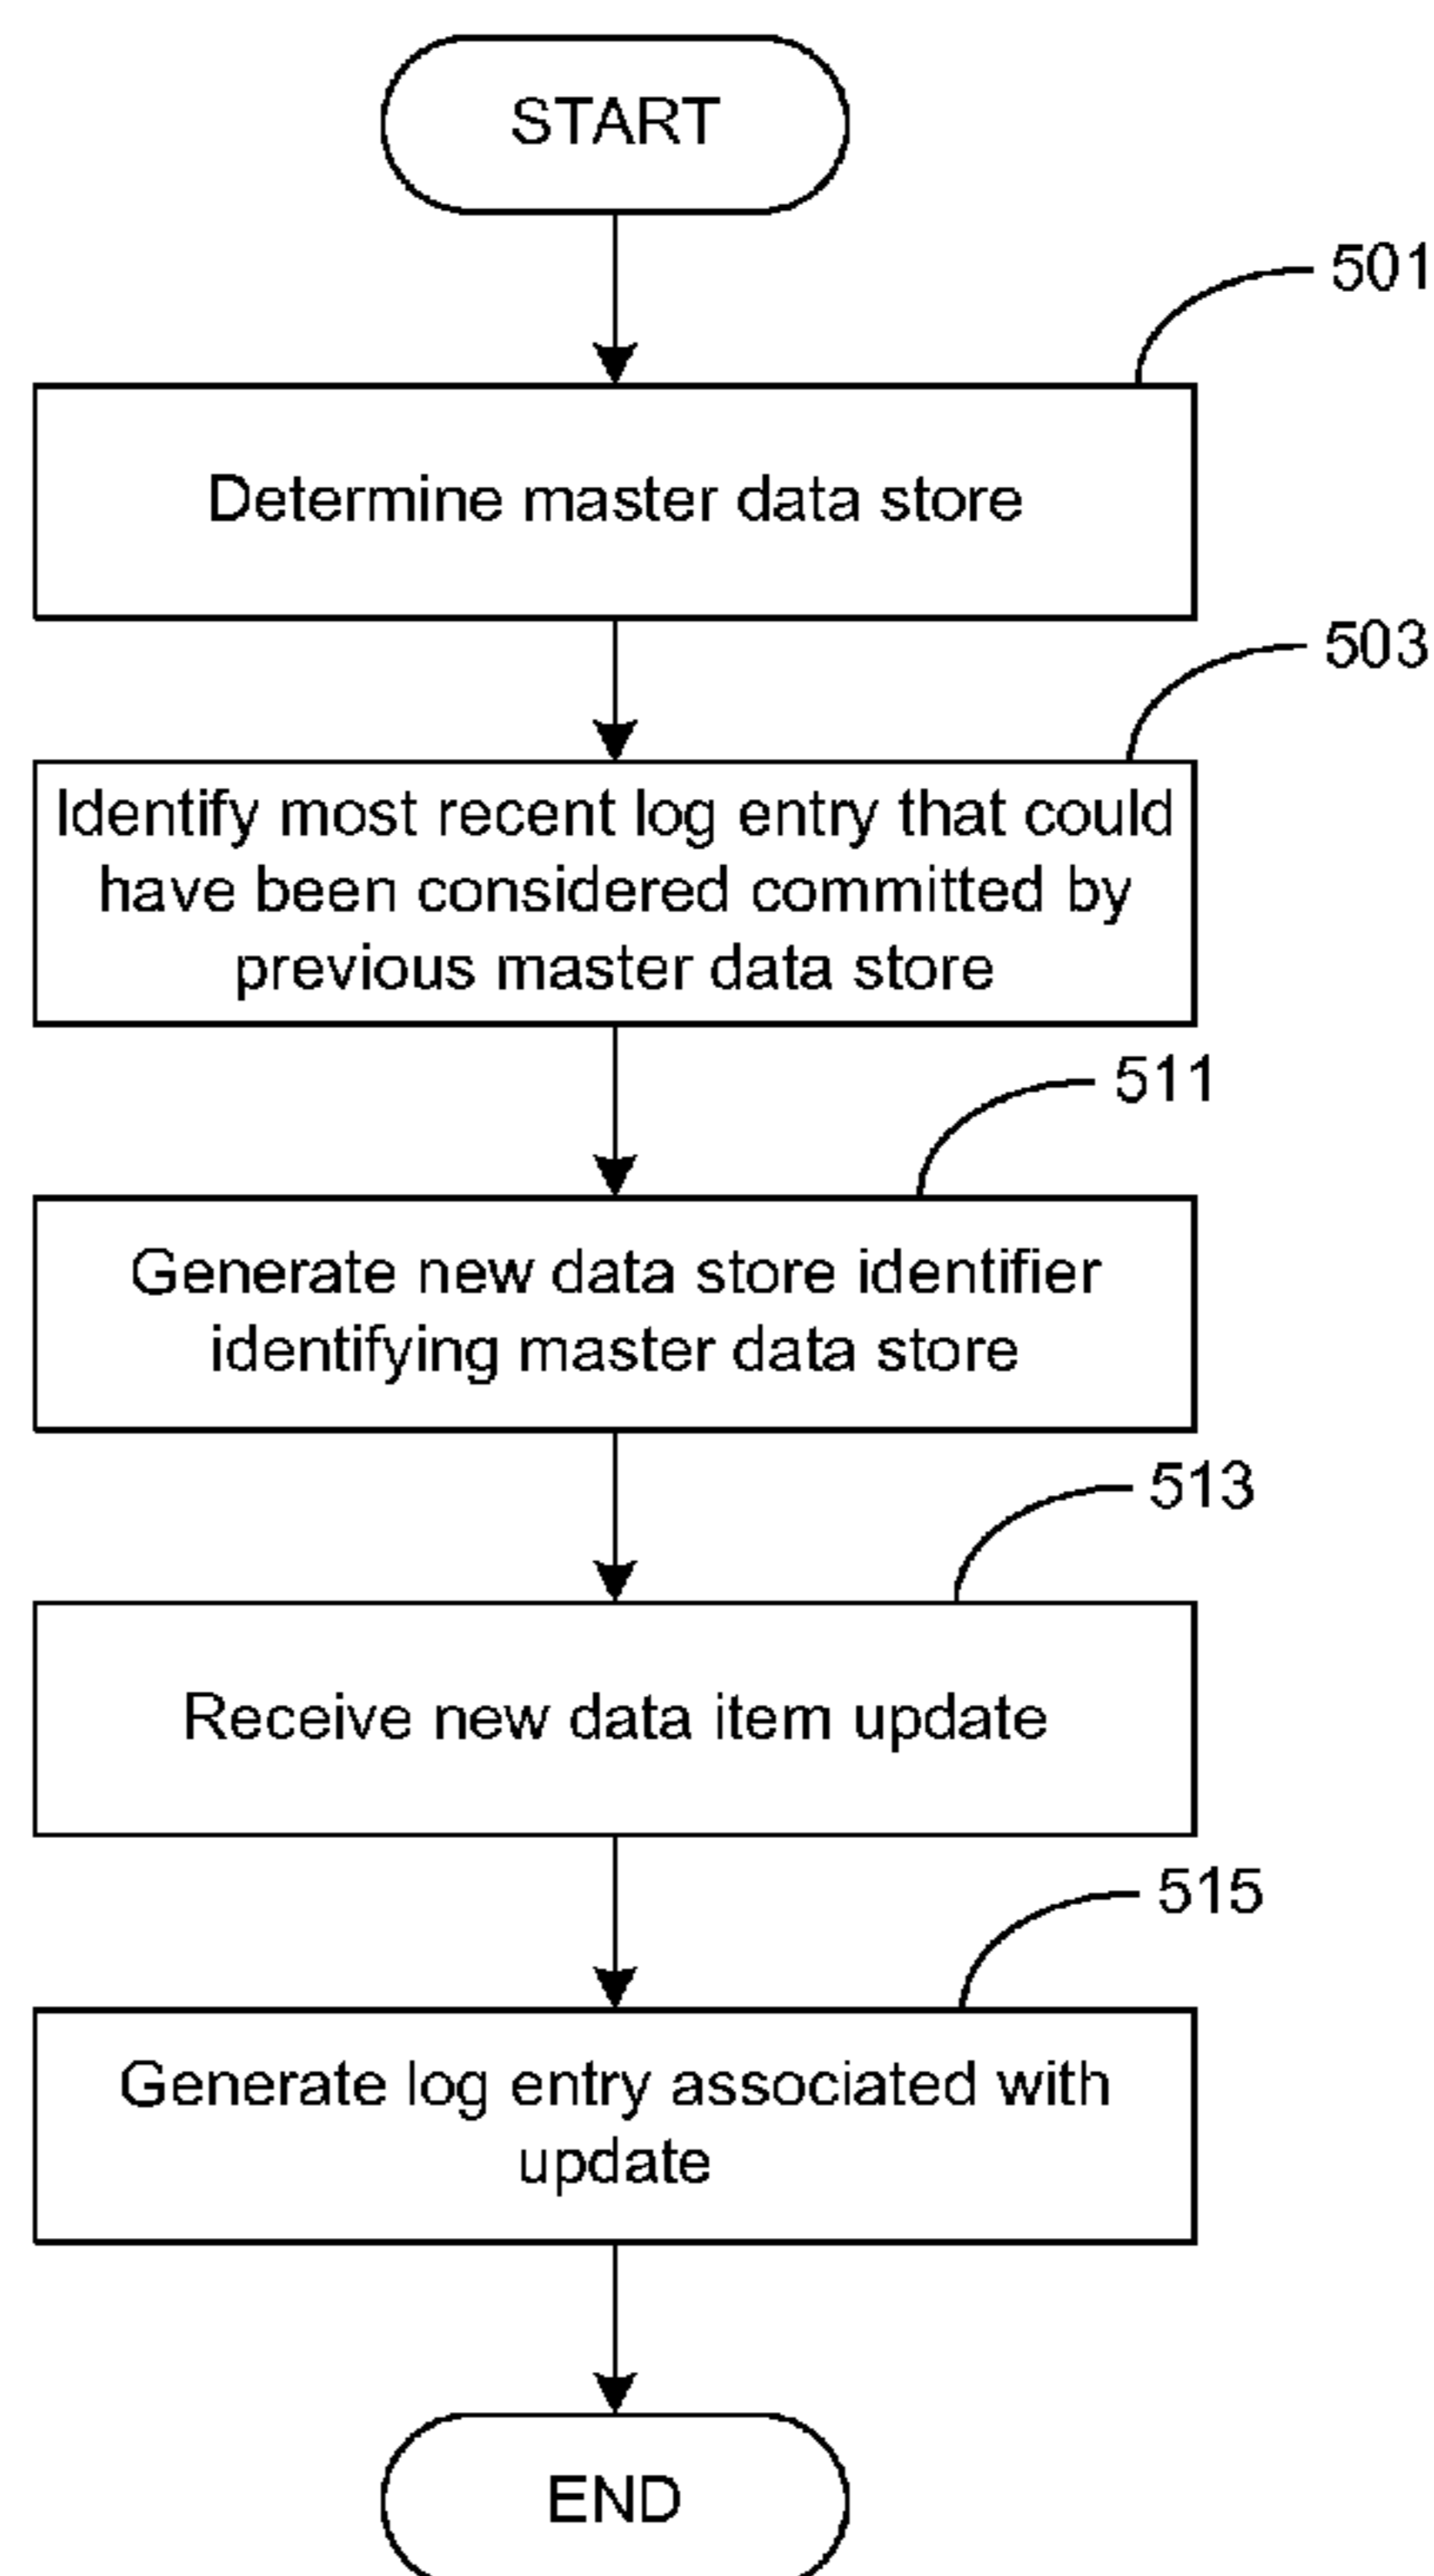 START
501
Determine master data store
503
Identify most recent log entry that could
have been considered committed by
previous master data store
511
Generate new data store identifier
identifying master data store
513
Receive new data item update
515
Generate log entry associated with
update
END